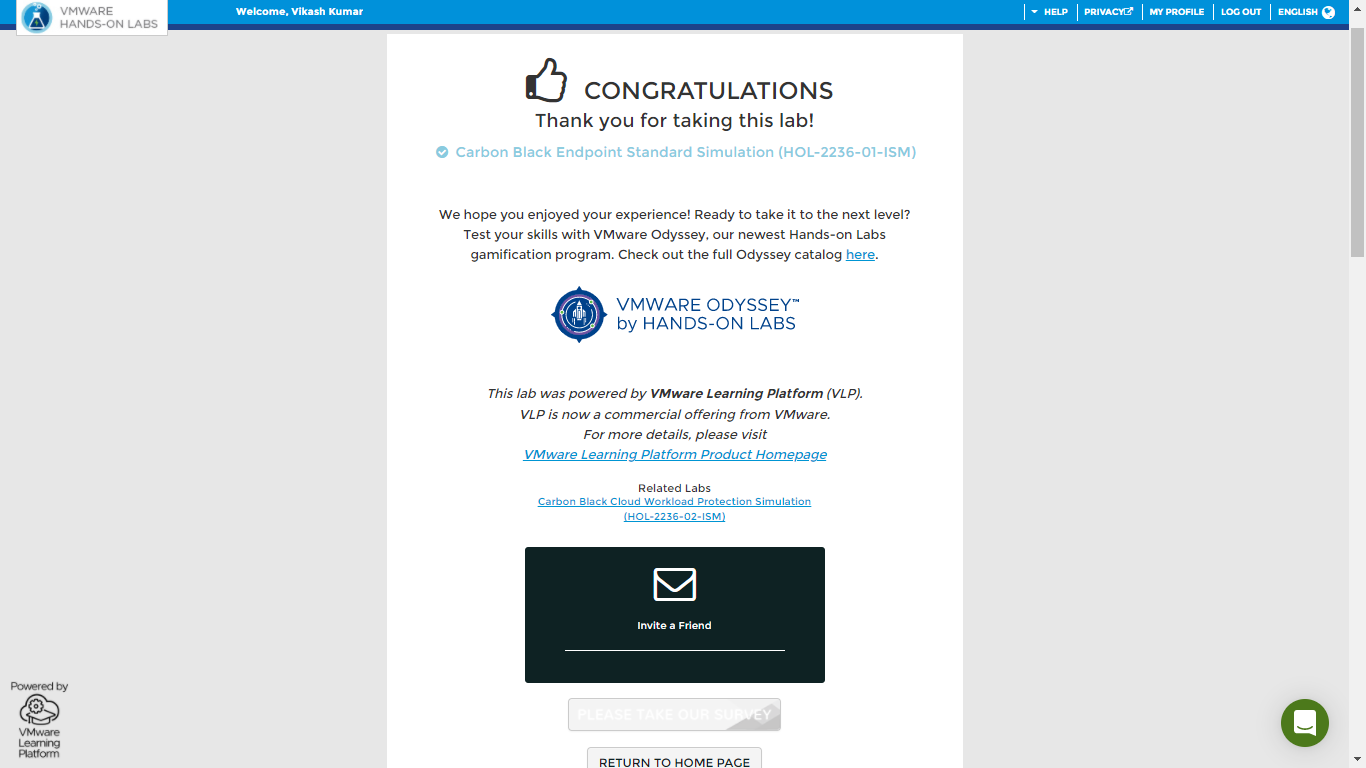 VMWARE
HANDS-ON LABS
Welcome, Vikash Kumar
HELP
PRIVACY
MY PROFILE
LOG OUT
ENGLISH
CONGRATULATIONS
Thank you for taking this lab!
Carbon Black Endpoint Standard Simulation (HOL-2236-01-ISM)
We hope you enjoyed your experience! Ready to take it to the next level?
Test your skills with VMware Odyssey, our newest Hands-on Labs
gamification program. Check out the full Odyssey catalog here.
VMWARE ODYSSEY™
by HANDS-ON LABS
This lab was powered by VMware Learning Platform (VLP).
VLP is now a commercial offering from VMware.
For more details, please visit
VMware Learning Platform Product Homepage
Related Labs
Carbon Black Cloud Workload Protection Simulation
(HOL-2236-02-ISM)
Invite a Friend
PLEASE TAKE OUR SURVEY
RETURN TO HOME PAGE
Powered by
VMware
Learning
Platform